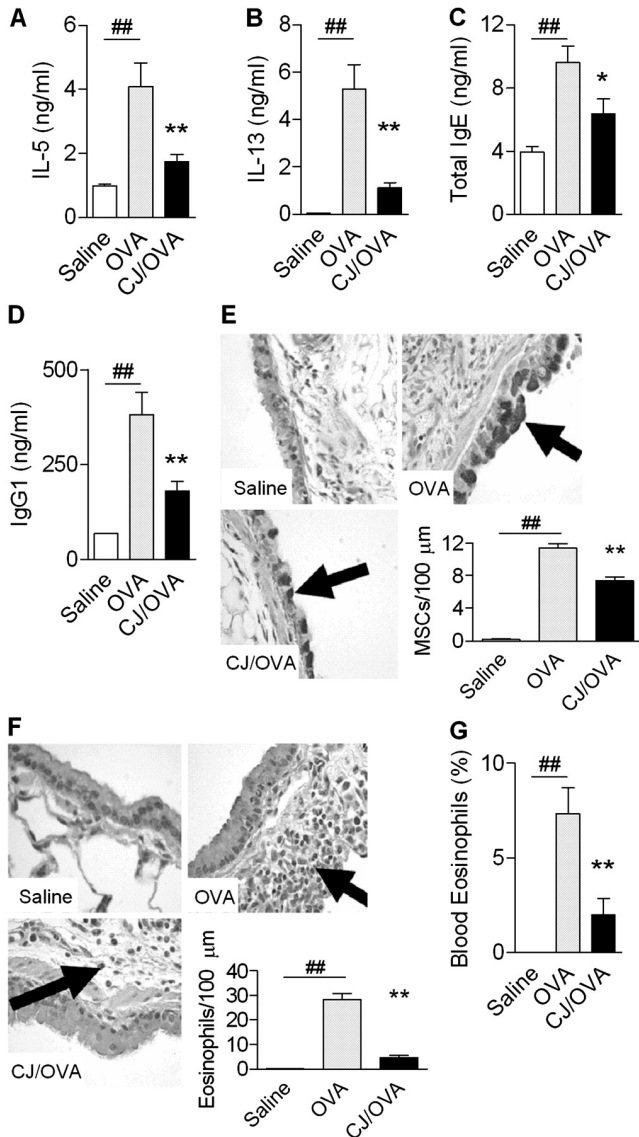 A
IL-5 (ng/ml)
6
4
2
0
##
**
Saline
OVA
CJ/OVA
B
IL-13 (ng/ml)
8
6
4
2
0
##
**
Saline
OVA
CJ/OVA
C
Total IgE (ng/ml)
12
8
4
0
##
*
Saline
OVA
CJ/OVA
D
IgG1 (ng/ml)
500
250
0
##
**
Saline
OVA
CJ/OVA
E
Saline
OVA
CJ/OVA
MSCs/100 µm
12
8
4
0
##
**
Saline
OVA
CJ/OVA
F
Saline
OVA
CJ/OVA
Eosinophils/100 µm
40
30
20
10
0
##
**
Saline
OVA
CJ/OVA
G
Blood Eosinophils (%)
10
5
0
##
**
Saline
OVA
CJ/OVA